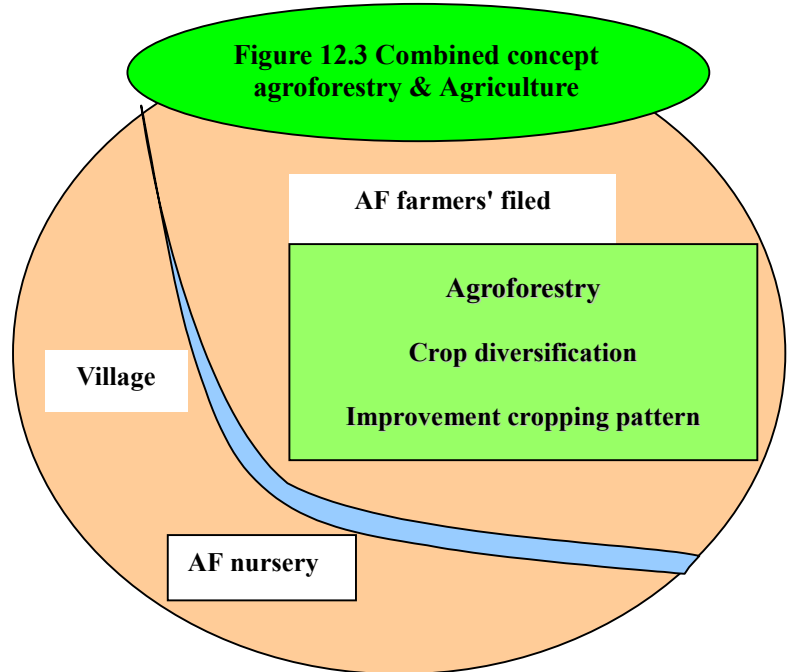 Figure 12.3 Combined concept
agroforestry & Agriculture
AF farmers' filed
Agroforestry
Crop diversification
Improvement cropping pattern
Village
AF nursery